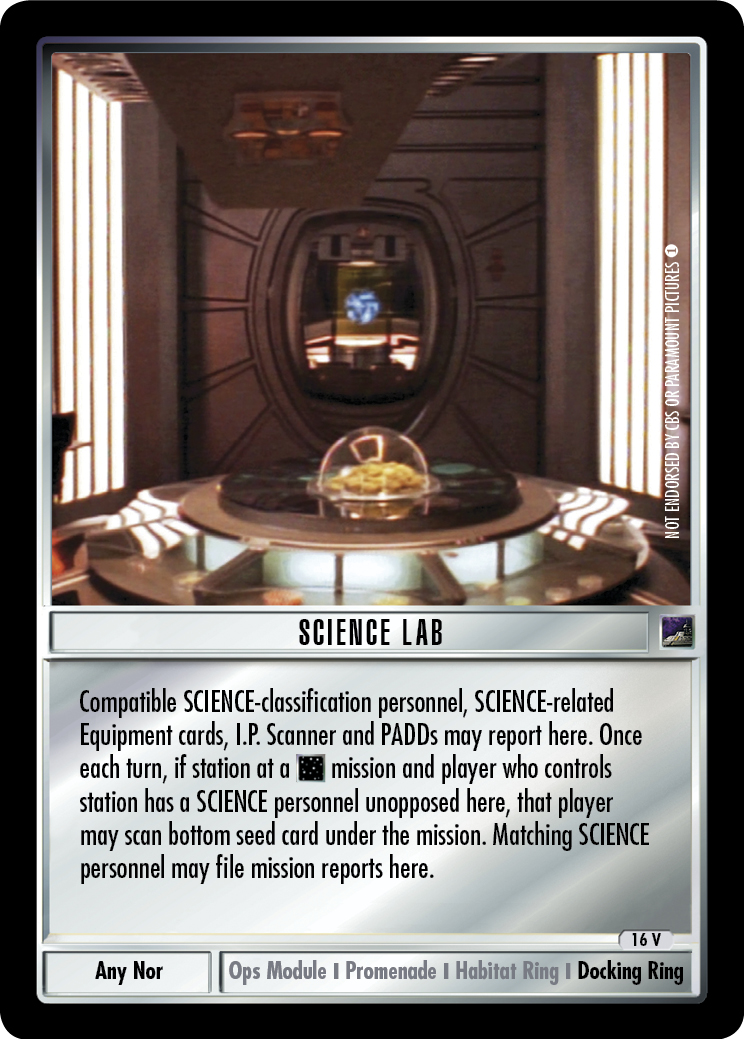 NOT ENDORSED BY CBS OR PARAMOUNT PICTURES 1
SCIENCE LAB
Compatible SCIENCE-classification personnel, SCIENCE-related
Equipment cards, I.P. Scanner and PADDs may report here. Once
each turn, if station at a mission and player who controls
station has a SCIENCE personnel unopposed here, that player
may scan bottom seed card under the mission. Matching SCIENCE
personnel may file mission reports here.
16 V
Any Nor
Ops Module I Promenade I Habitat Ring I Docking Ring